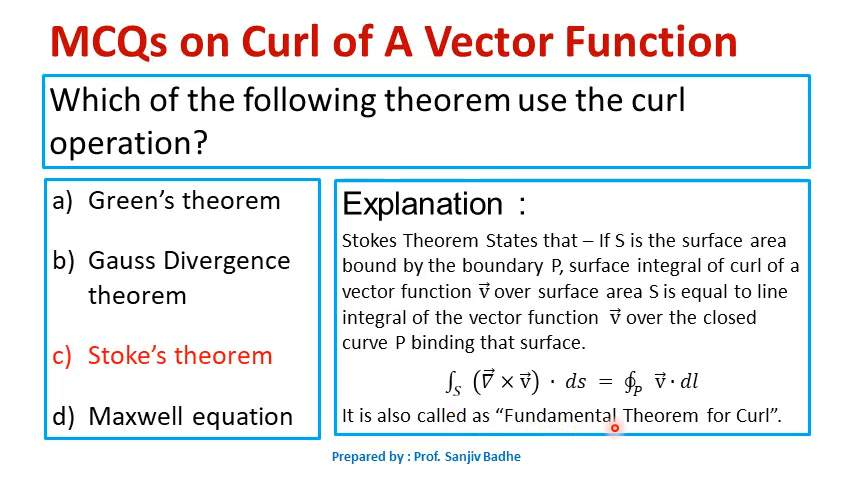 MCQs on Curl of A Vector Function
Which of the following theorem use the curl
operation?
a) Green’s theorem
b) Gauss Divergence
theorem
c) Stoke’s theorem
d) Maxwell equation
Explanation :
Stokes Theorem States that – If S is the surface area
bound by the boundary P, surface integral of curl of a
vector function v⃗ over surface area S is equal to line
integral of the vector function v⃗ over the closed
curve P binding that surface.
∫_S (∇⃗ × v⃗) · ds = ∮_P v⃗ · dl
It is also called as “Fundamental Theorem for Curl”.
Prepared by : Prof. Sanjiv Badhe